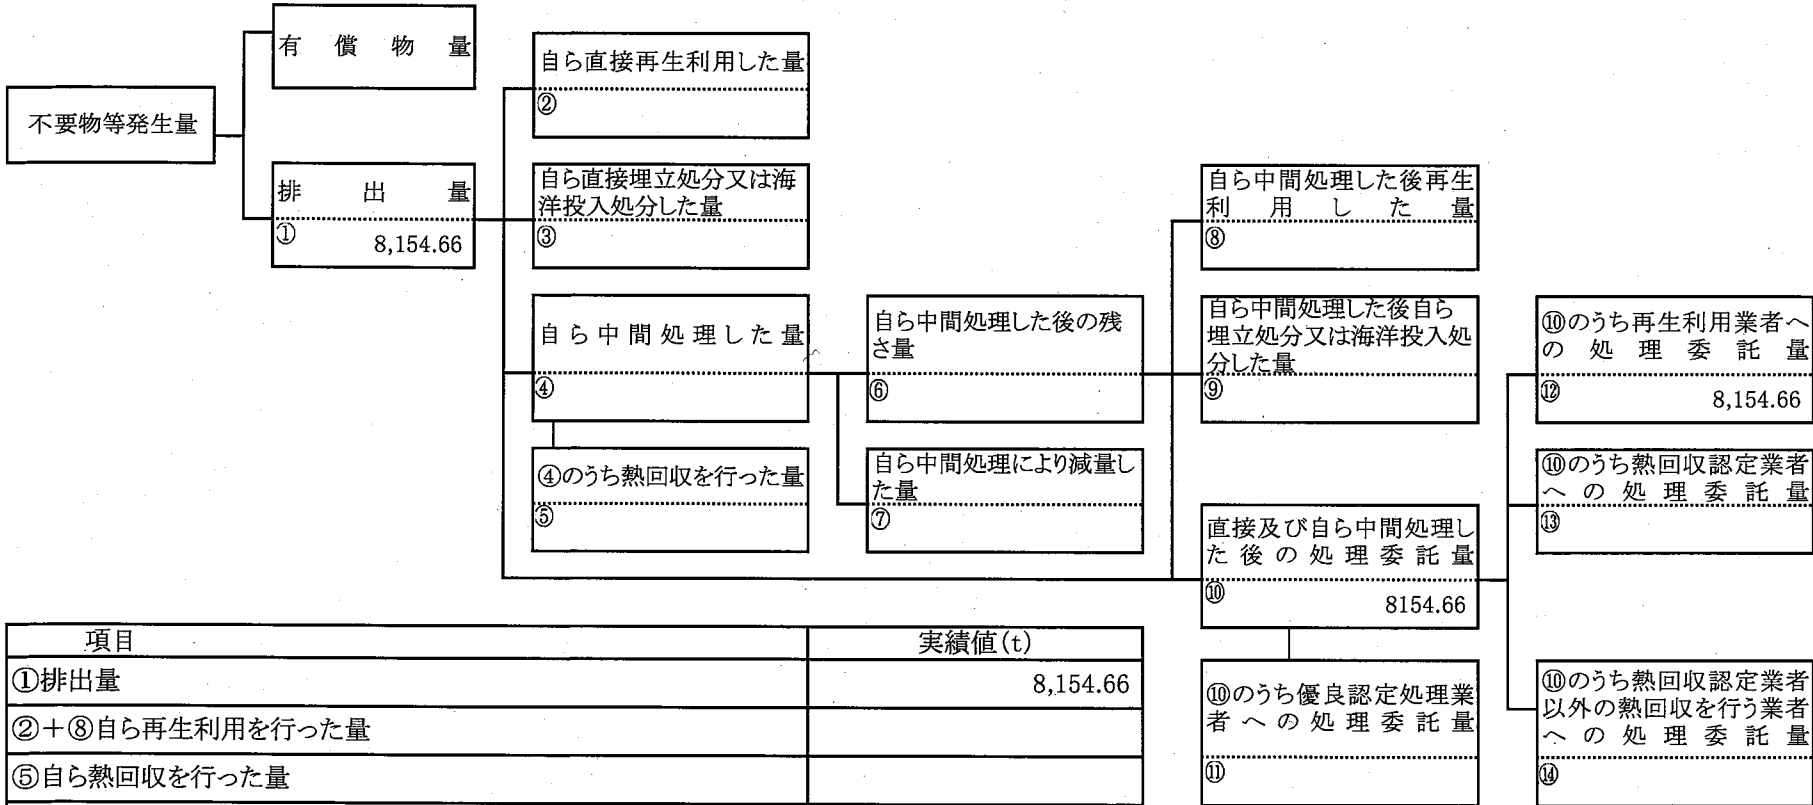 有償物量
不要物等発生量
排出量
①
8,154.66
自ら直接再生利用した量
②
自ら直接埋立処分又は海
洋投入処分した量
③
自ら中間処理した量
④
④のうち熱回収を行った量
⑤
自ら中間処理した後の残
さ量
⑥
自ら中間処理により減量し
た量
⑦
自ら中間処理した後再生
利用した量
⑧
自ら中間処理した後自ら
埋立処分又は海洋投入処
分した量
⑨
直接及び自ら中間処理し
た後の処理委託量
⑩
8154.66
⑩のうち優良認定処理業
者への処理委託量
⑪
⑩のうち再生利用業者へ
の処理委託量
⑫
8,154.66
⑩のうち熱回収認定業者
への処理委託量
⑬
⑩のうち熱回収認定業者
以外の熱回収を行う業者
への処理委託量
⑭
項目 実績値(t)
①排出量 8,154.66
②＋⑧自ら再生利用を行った量
⑤自ら熱回収を行った量